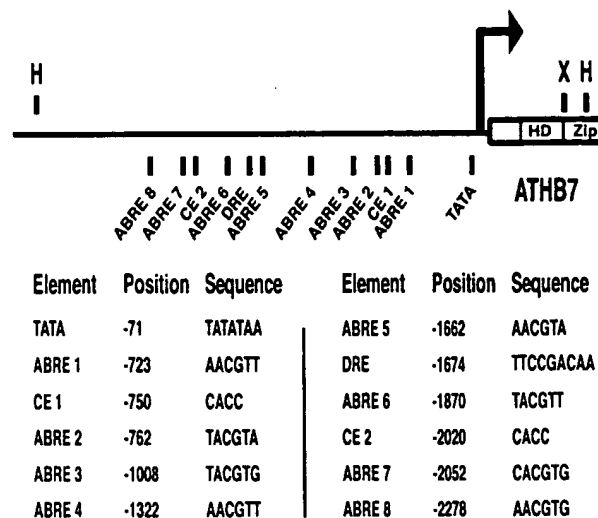 H
X H
HD Zip
ABRE 8 ABRE 7 CE 2 ABRE 6 DRE ABRE 5 ABRE 4 ABRE 3 ABRE 2 CE 1 ABRE 1 TATA
ATHB7
Element Position Sequence Element Position Sequence
TATA -71 TATATAA ABRE 5 -1662 AACGTA
ABRE 1 -723 AACGTT DRE -1674 TTCCGACAA
CE 1 -750 CACC ABRE 6 -1870 TACGTT
ABRE 2 -762 TACGTA CE 2 -2020 CACC
ABRE 3 -1008 TACGTG ABRE 7 -2052 CACGTG
ABRE 4 -1322 AACGTT ABRE 8 -2278 AACGTG